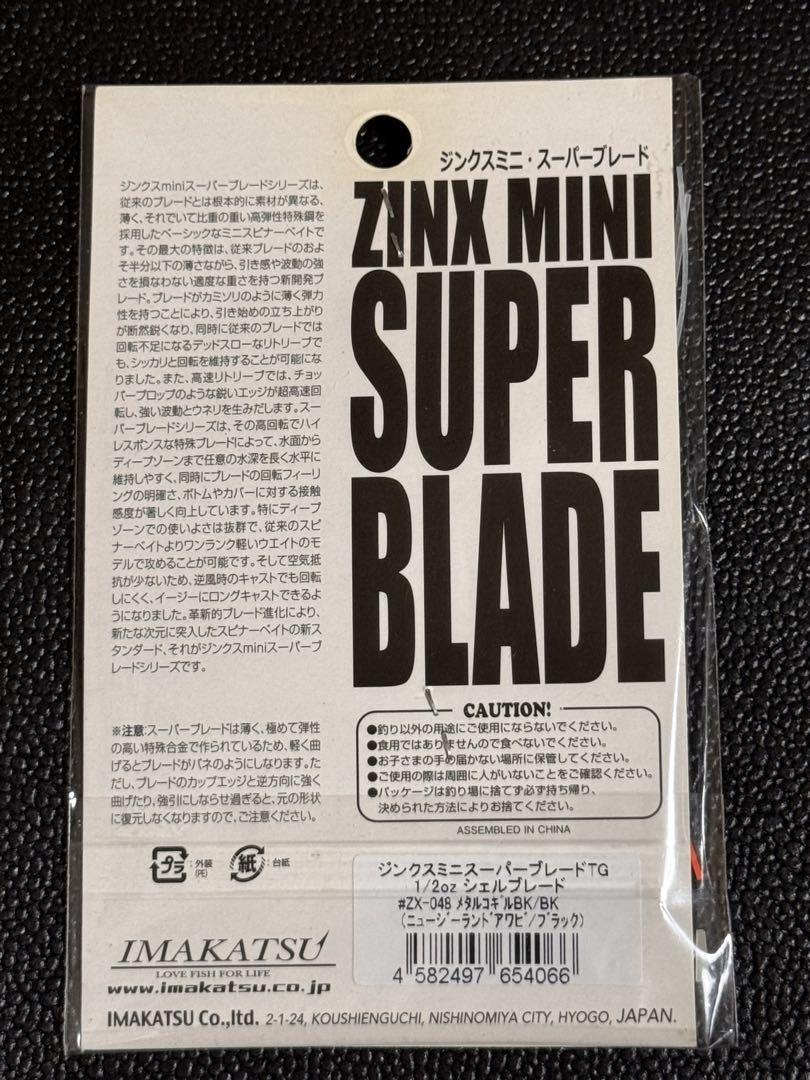 ジンクスミニ・スーパーブレード
ZINX MINI
SUPER
BLADE
ジンクスminiスーパーブレードシリーズは、
従来のブレードとは根本的に素材が異なる、
薄く、それでいて比重の重い高弾性特殊鋼を
採用したベーシックなミニスピナーベイトで
す。その最大の特徴は、従来ブレードのおよ
そ半分以下の薄さながら、引き感や波動の強
さを損なわない適度な重さを持つ新開発ブ
レード。ブレードがカミソリのように薄く弾力
性を持つことにより、引き始めの立ち上がり
が断然鋭くなり、同時に従来のブレードでは
回転不足になるデッドスローなリトリーブで
も、シッカリと回転を維持することが可能にな
りました。また、高速リトリーブでは、チョッ
パープロップのような鋭いエッジが超高速回
転し、強い波動とウネリを生みだします。スー
パーブレードシリーズは、その高回転でハイ
レスポンスな特殊ブレードによって、水面から
ディープゾーンまで任意の水深を長く水平に
維持しやすく、同時にブレードの回転フィーリ
ングの明確さ、ボトムやカバーに対する接触
感度が著しく向上しています。特にディープ
ゾーンでの使いよさは抜群で、従来のスピ
ナーベイトよりワンランク軽いウエイトのモ
デルで攻めることが可能です。そして空気抵
抗が少ないため、逆風時のキャストでも回転
しにくく、イージーにロングキャストできるよ
うになりました。革新的ブレード進化により、
新たな次元に突入したスピナーベイトの新ス
タンダード、それがジンクスminiスーパーブ
レードシリーズです。
※注意:スーパーブレードは薄く、極めて弾性
の高い特殊合金で作られているため、軽く曲
げるとブレードがバネのようにしなります。た
だし、ブレードのカップエッジと逆方向に強く
曲げたり、強引にしならせ過ぎると、元の形状
に復元しなくなりますので、ご注意ください。
CAUTION!
●釣り以外の用途にご使用にならないでください。
●食用ではありませんので食べないでください。
●お子さまの手の届かない場所に保管してください。
●ご使用の際は周囲に人がいないことをご確認ください。
●パッケージは釣り場に捨てず必ず持ち帰り、
決められた方法によりお捨てください。
ASSEMBLED IN CHINA
プラ :外装
(PE)
紙 :台紙
ジンクスミニスーパーブレードTG
1/2oz シェルブレード
#ZX-048 ﾒﾀﾙｺｷﾞﾙBK/BK
(ﾆｭｰｼﾞｰﾗﾝﾄﾞｱﾜﾋﾞ/ﾌﾞﾗｯｸ)
4 582497 654066
IMAKATSU
LOVE FISH FOR LIFE
www.imakatsu.co.jp
IMAKATSU Co.,ltd. 2-1-24, KOUSHIENGUCHI, NISHINOMIYA CITY, HYOGO, JAPAN.